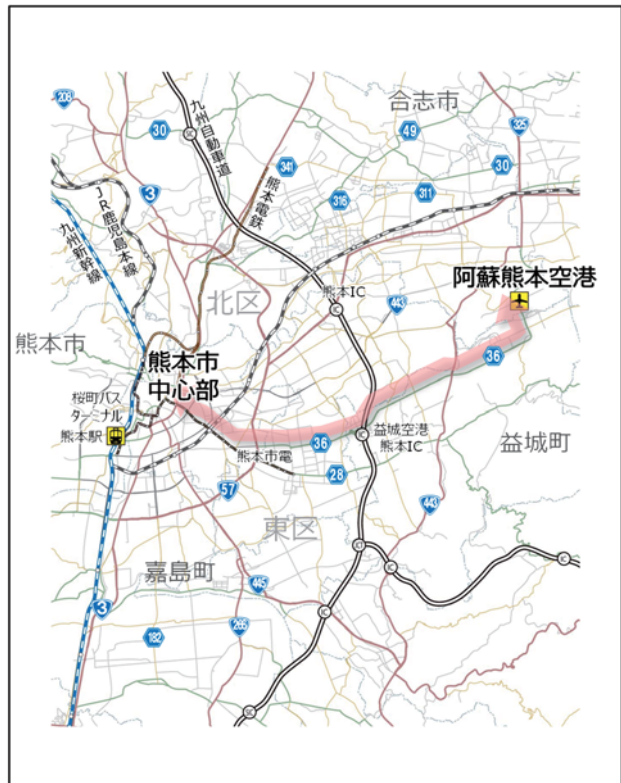 208
合志市
49
325
30
九州自動車道
341
30
3
熊本電鉄
316
311
JR鹿児島本線
九州新幹線
阿蘇熊本空港
熊本IC
443
北区
熊本市
熊本市
中心部
36
桜町バス
ターミナル
熊本駅
益城空港
熊本IC
36
益城町
熊本市電
28
57
443
東区
嘉島町
445
IC
3
IC
182
266